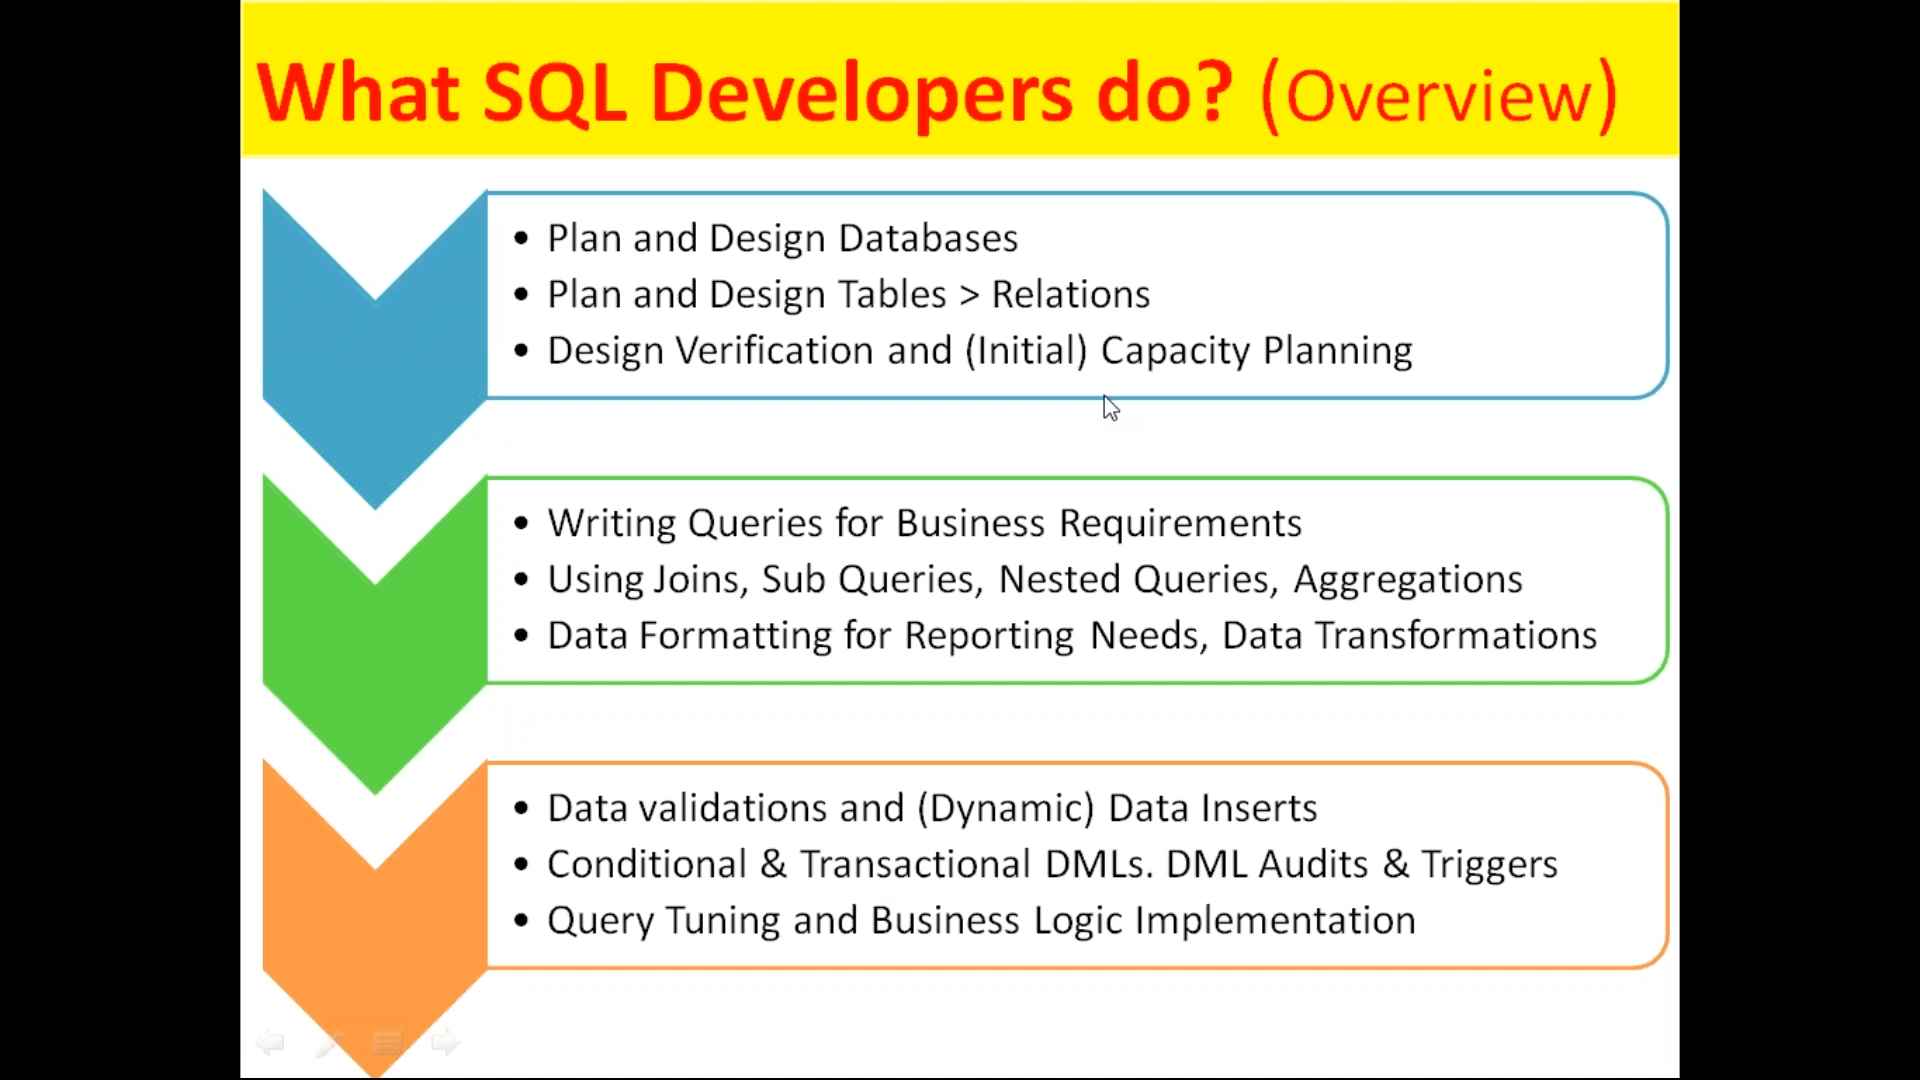 What SQL Developers do? (Overview)
• Plan and Design Databases
• Plan and Design Tables > Relations
• Design Verification and (Initial) Capacity Planning
• Writing Queries for Business Requirements
• Using Joins, Sub Queries, Nested Queries, Aggregations
• Data Formatting for Reporting Needs, Data Transformations
• Data validations and (Dynamic) Data Inserts
• Conditional & Transactional DMLs. DML Audits & Triggers
• Query Tuning and Business Logic Implementation